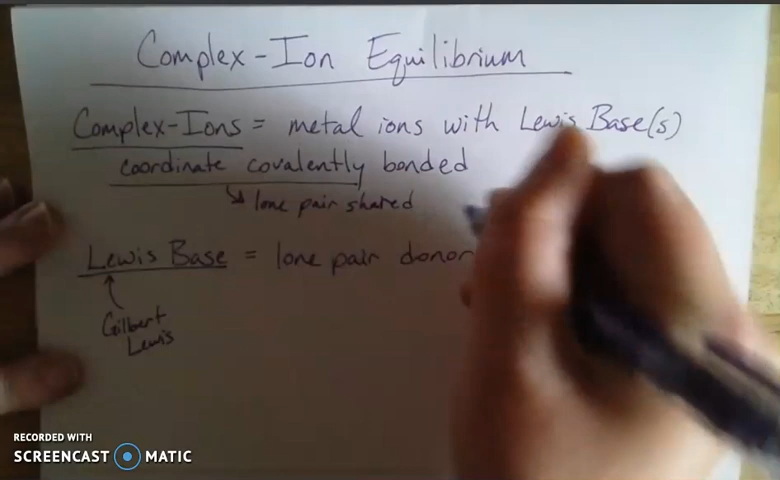 Complex-Ion Equilibrium
Complex-Ions = metal ions with Lewis Base(s)
coordinate covalently bonded
↳ lone pair shared
Lewis Base = lone pair donor
Gilbert
Lewis
RECORDED WITH
SCREENCAST MATIC